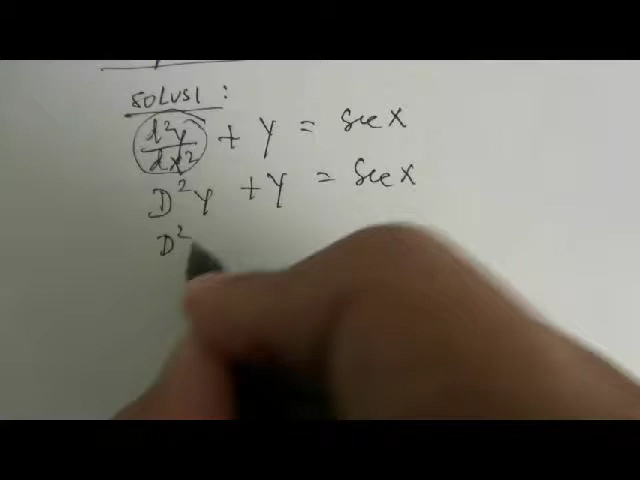 SOLUSI :
d²y/dx² + y = sec x
D²y + y = sec x
D²